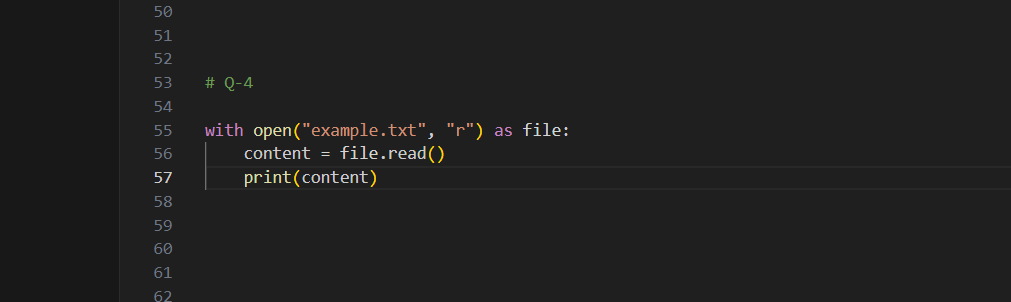 50
51
52
53 # Q-4
54
55 with open("example.txt", "r") as file:
56     content = file.read()
57     print(content)
58
59
60
61
62